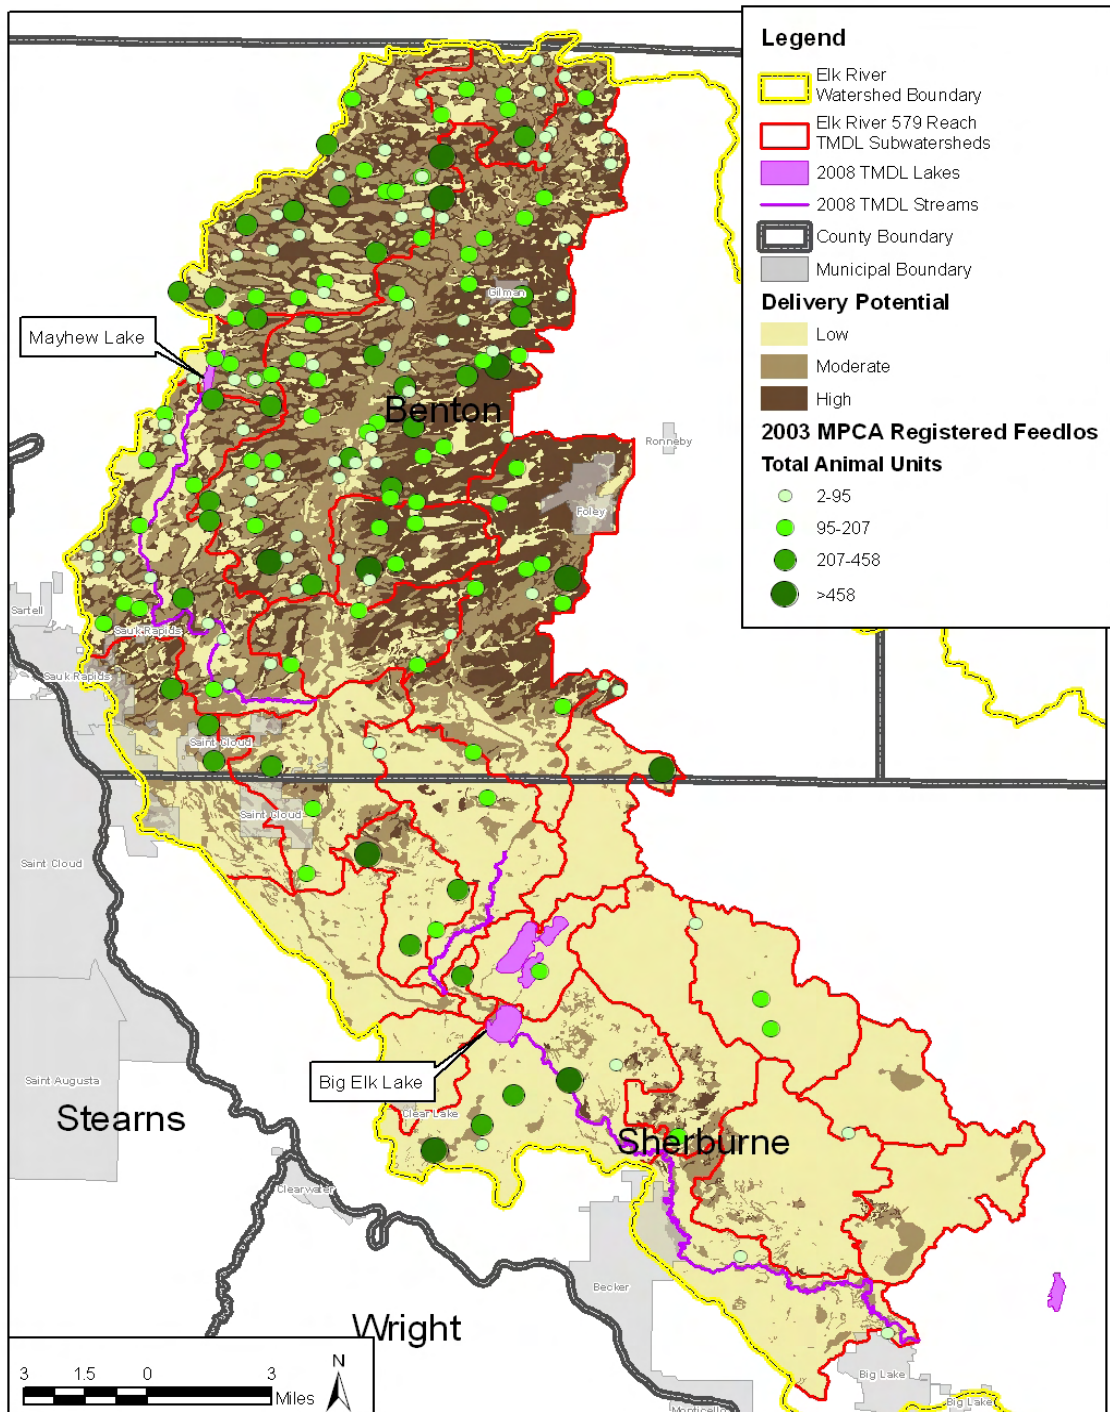 Legend
Elk River
Watershed Boundary
Elk River 579 Reach
TMDL Subwatersheds
2008 TMDL Lakes
2008 TMDL Streams
County Boundary
Municipal Boundary
Delivery Potential
Low
Moderate
High
2003 MPCA Registered Feedlos
Total Animal Units
2-95
95-207
207-458
>458
Gilman
Mayhew Lake
Benton
Ronneby
Foley
Sartell
Sauk Rapids
Sauk Rapids
Saint Cloud
Saint Cloud
Saint Cloud
Big Elk Lake
Saint Augusta
Stearns
Clear Lake
Sherburne
Clearwater
Becker
Wright
Big Lake
Big Lake
Monticello
3 1.5 0 3
Miles
N